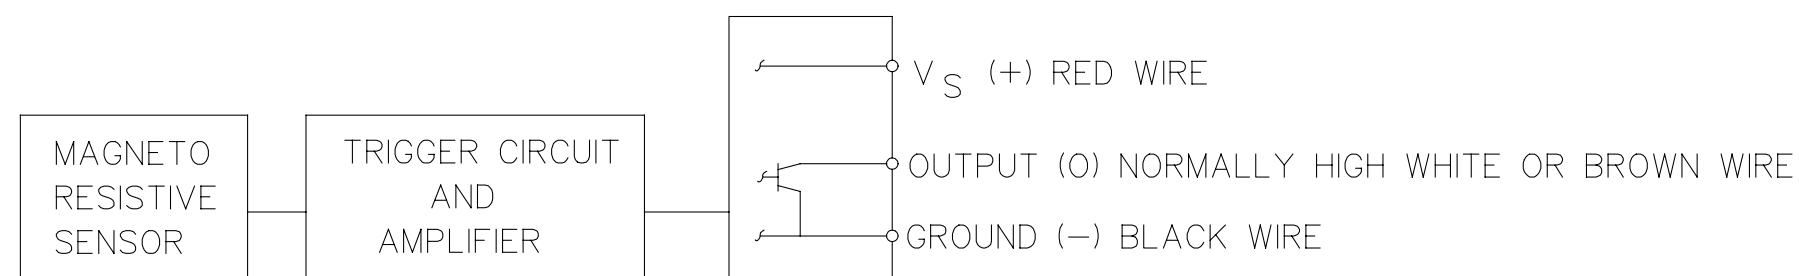 MAGNETO
RESISTIVE
SENSOR
TRIGGER CIRCUIT
AND
AMPLIFIER
VS (+) RED WIRE
OUTPUT (O) NORMALLY HIGH WHITE OR BROWN WIRE
GROUND (–) BLACK WIRE